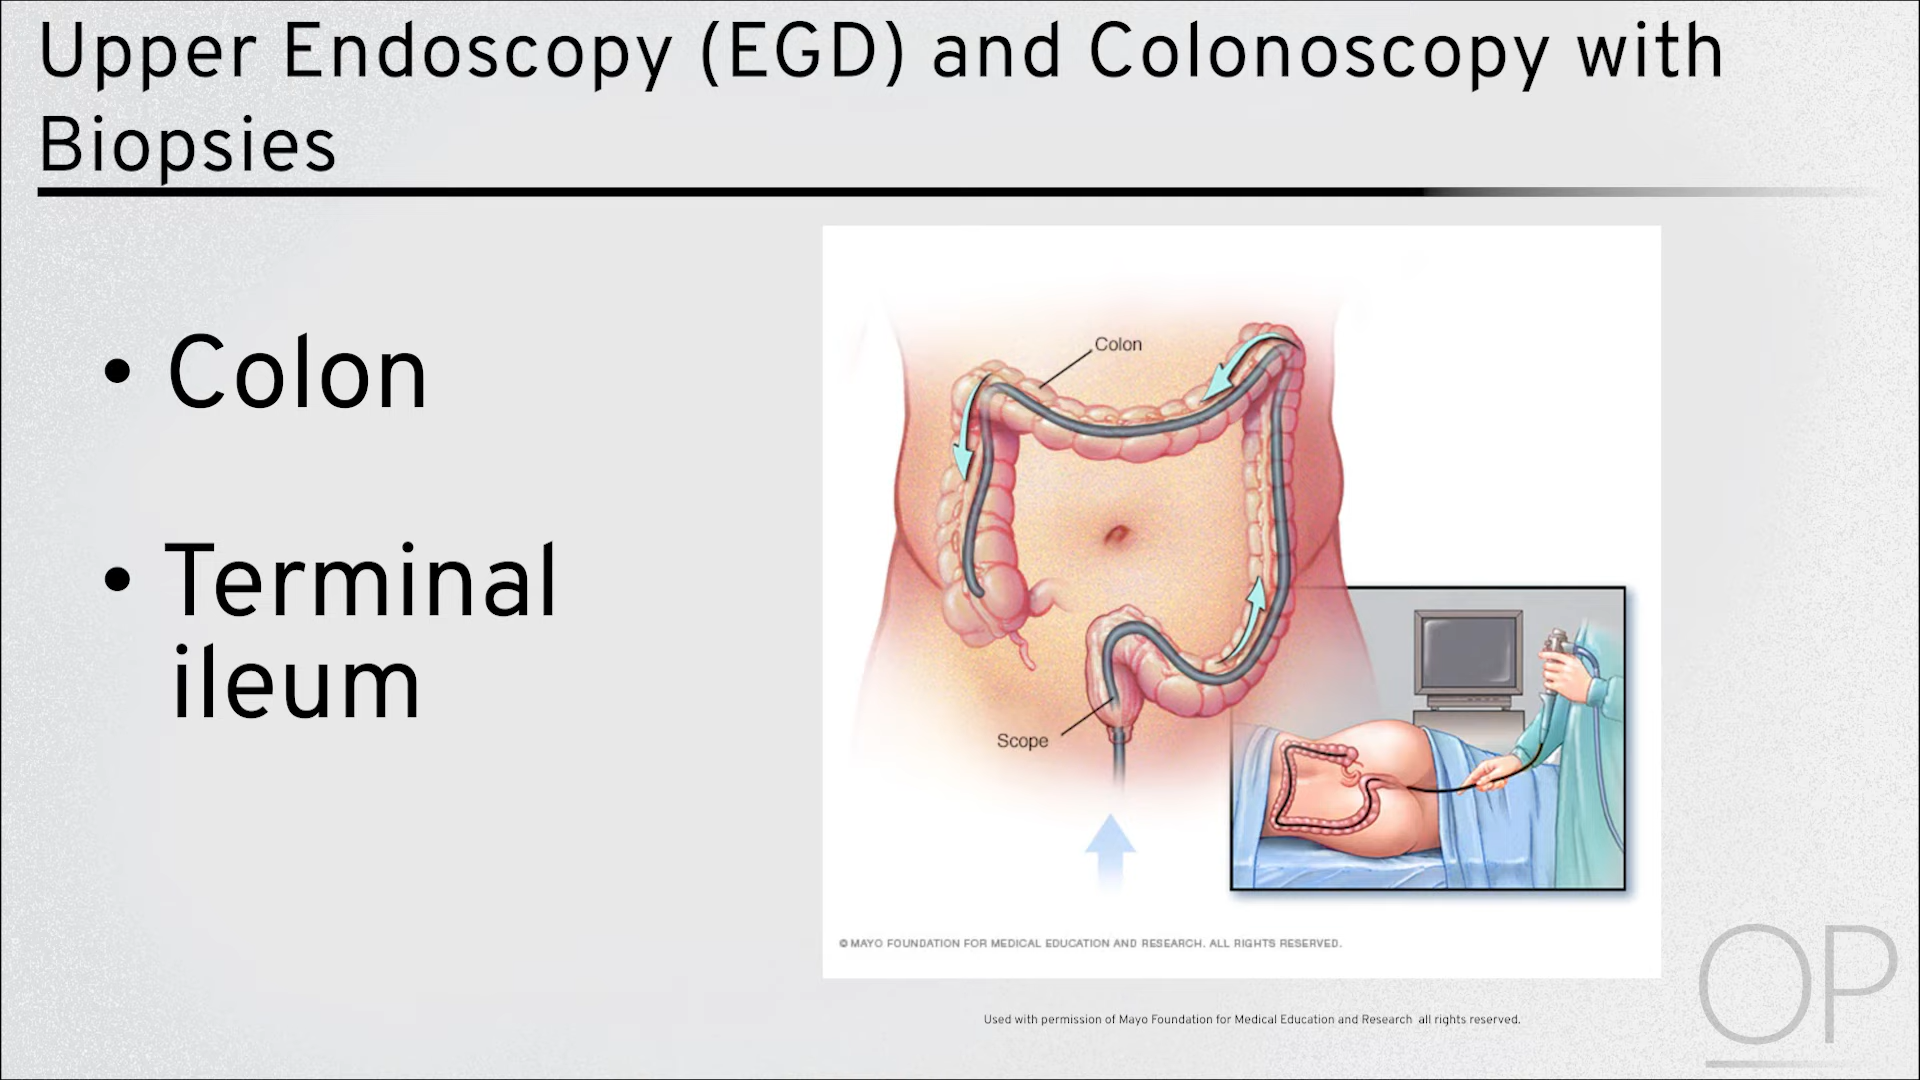 Upper Endoscopy (EGD) and Colonoscopy with
Biopsies
• Colon
• Terminal
ileum
Colon
Scope
© MAYO FOUNDATION FOR MEDICAL EDUCATION AND RESEARCH. ALL RIGHTS RESERVED.
Used with permission of Mayo Foundation for Medical Education and Research all rights reserved.
OP